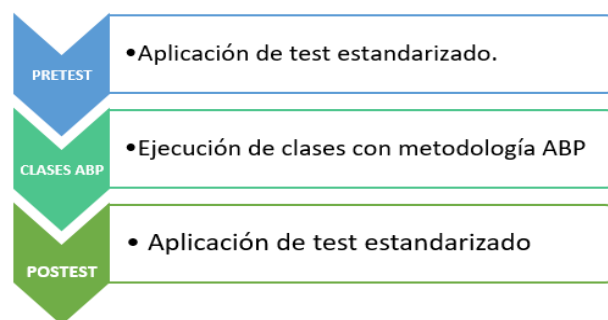 PRETEST
•Aplicación de test estandarizado.
CLASES ABP
•Ejecución de clases con metodología ABP
POSTEST
• Aplicación de test estandarizado